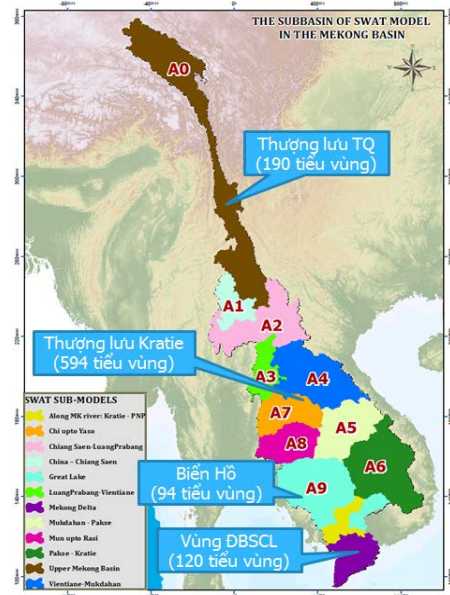 THE SUBBASIN OF SWAT MODEL
IN THE MEKONG BASIN
A0
Thượng lưu TQ
(190 tiểu vùng)
A1
A2
Thượng lưu Kratie
(594 tiểu vùng)
A3
A4
A7
A5
A8
A6
Biển Hồ
(94 tiểu vùng)
A9
Vùng ĐBSCL
(120 tiểu vùng)
SWAT SUB-MODELS
Along MK river: Kratie - PNP
Chi upto Yaso
Chiang Saen-LuangPrabang
China – Chiang Saen
Great Lake
LuangPrabang-Vientiane
Mekong Delta
Mukdahan - Pakse
Mun upto Rasi
Pakse - Kratie
Upper Mekong Basin
Vientiane-Mukdahan